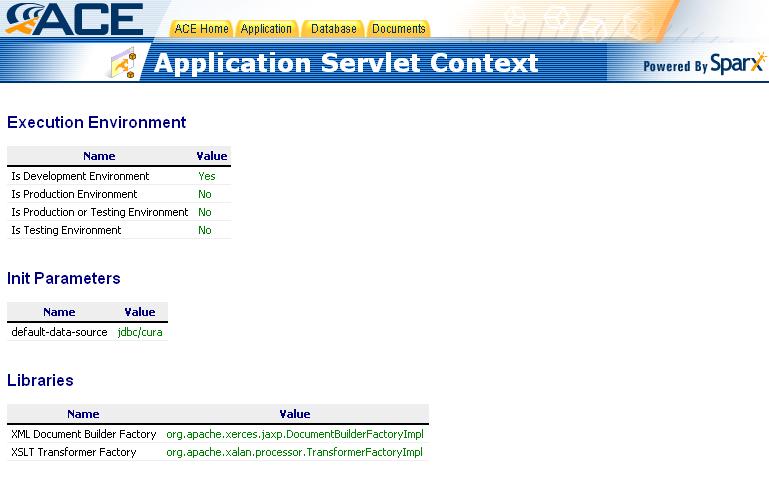 ACE
ACE Home Application Database Documents
Application Servlet Context
Powered By Sparx
Execution Environment
Name Value
Is Development Environment Yes
Is Production Environment No
Is Production or Testing Environment No
Is Testing Environment No
Init Parameters
Name Value
default-data-source jdbc/cura
Libraries
Name Value
XML Document Builder Factory org.apache.xerces.jaxp.DocumentBuilderFactoryImpl
XSLT Transformer Factory org.apache.xalan.processor.TransformerFactoryImpl